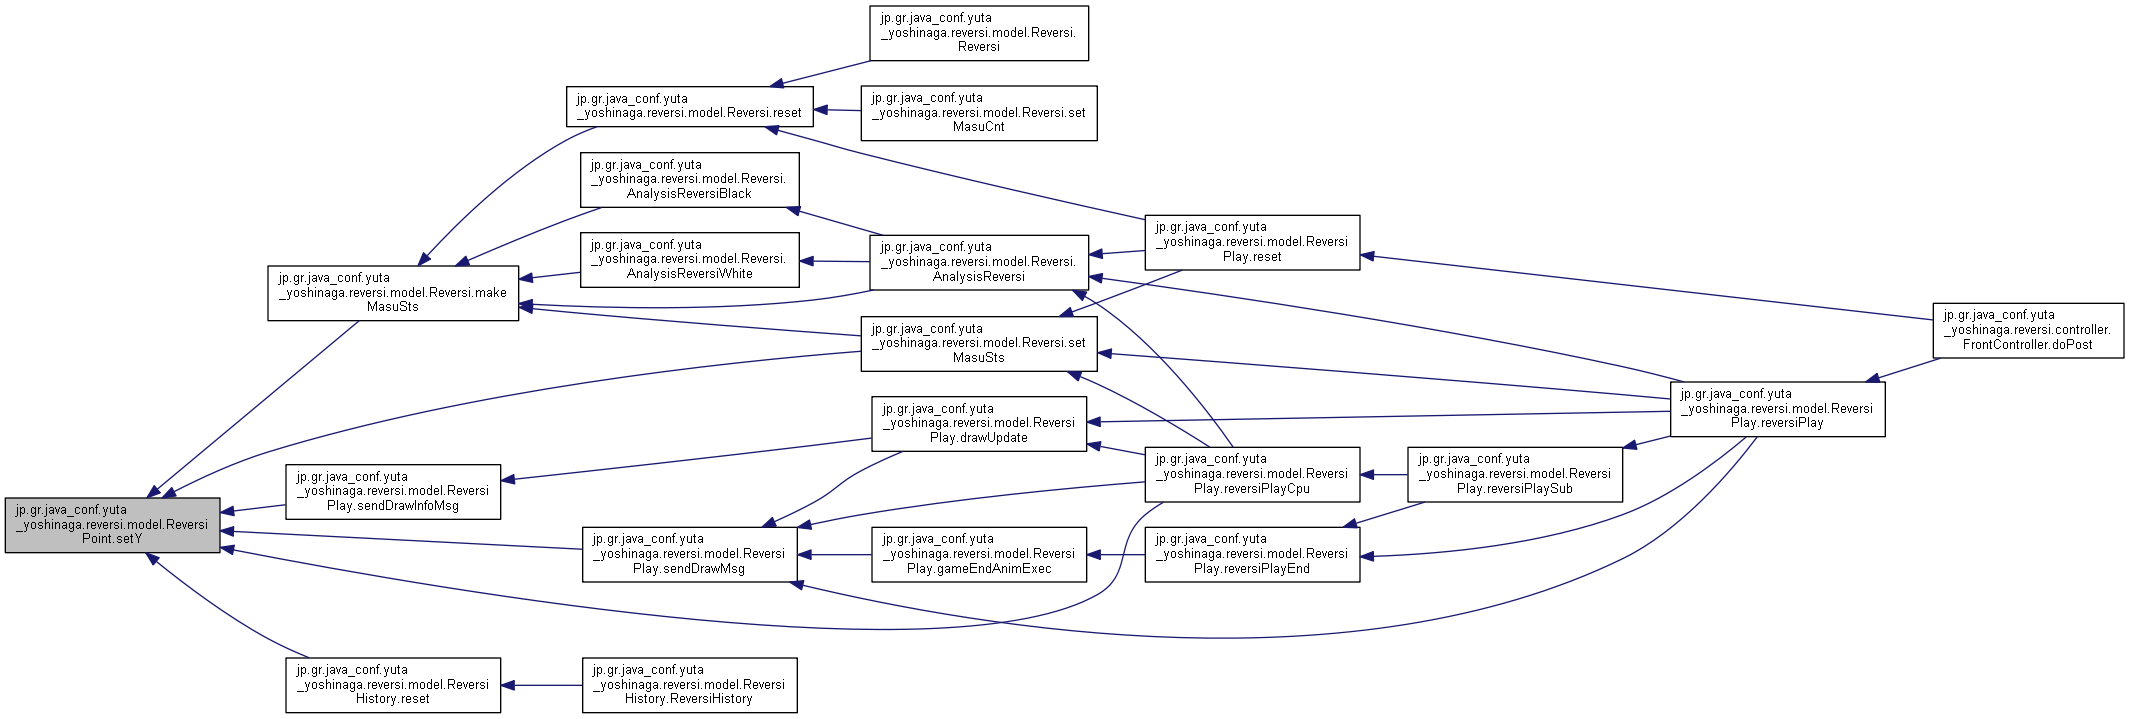 jp.gr.java_conf.yuta
_yoshinaga.reversi.model.Reversi
Point.setY
jp.gr.java_conf.yuta
_yoshinaga.reversi.model.Reversi.make
MasuSts
jp.gr.java_conf.yuta
_yoshinaga.reversi.model.Reversi
Play.sendDrawInfoMsg
jp.gr.java_conf.yuta
_yoshinaga.reversi.model.Reversi
History.reset
jp.gr.java_conf.yuta
_yoshinaga.reversi.model.Reversi.reset
jp.gr.java_conf.yuta
_yoshinaga.reversi.model.Reversi.
AnalysisReversiBlack
jp.gr.java_conf.yuta
_yoshinaga.reversi.model.Reversi.
AnalysisReversiWhite
jp.gr.java_conf.yuta
_yoshinaga.reversi.model.Reversi
Play.sendDrawMsg
jp.gr.java_conf.yuta
_yoshinaga.reversi.model.Reversi
History.ReversiHistory
jp.gr.java_conf.yuta
_yoshinaga.reversi.model.Reversi.
Reversi
jp.gr.java_conf.yuta
_yoshinaga.reversi.model.Reversi.set
MasuCnt
jp.gr.java_conf.yuta
_yoshinaga.reversi.model.Reversi.
AnalysisReversi
jp.gr.java_conf.yuta
_yoshinaga.reversi.model.Reversi.set
MasuSts
jp.gr.java_conf.yuta
_yoshinaga.reversi.model.Reversi
Play.drawUpdate
jp.gr.java_conf.yuta
_yoshinaga.reversi.model.Reversi
Play.gameEndAnimExec
jp.gr.java_conf.yuta
_yoshinaga.reversi.model.Reversi
Play.reset
jp.gr.java_conf.yuta
_yoshinaga.reversi.model.Reversi
Play.reversiPlayCpu
jp.gr.java_conf.yuta
_yoshinaga.reversi.model.Reversi
Play.reversiPlayEnd
jp.gr.java_conf.yuta
_yoshinaga.reversi.model.Reversi
Play.reversiPlaySub
jp.gr.java_conf.yuta
_yoshinaga.reversi.model.Reversi
Play.reversiPlay
jp.gr.java_conf.yuta
_yoshinaga.reversi.controller.
FrontController.doPost